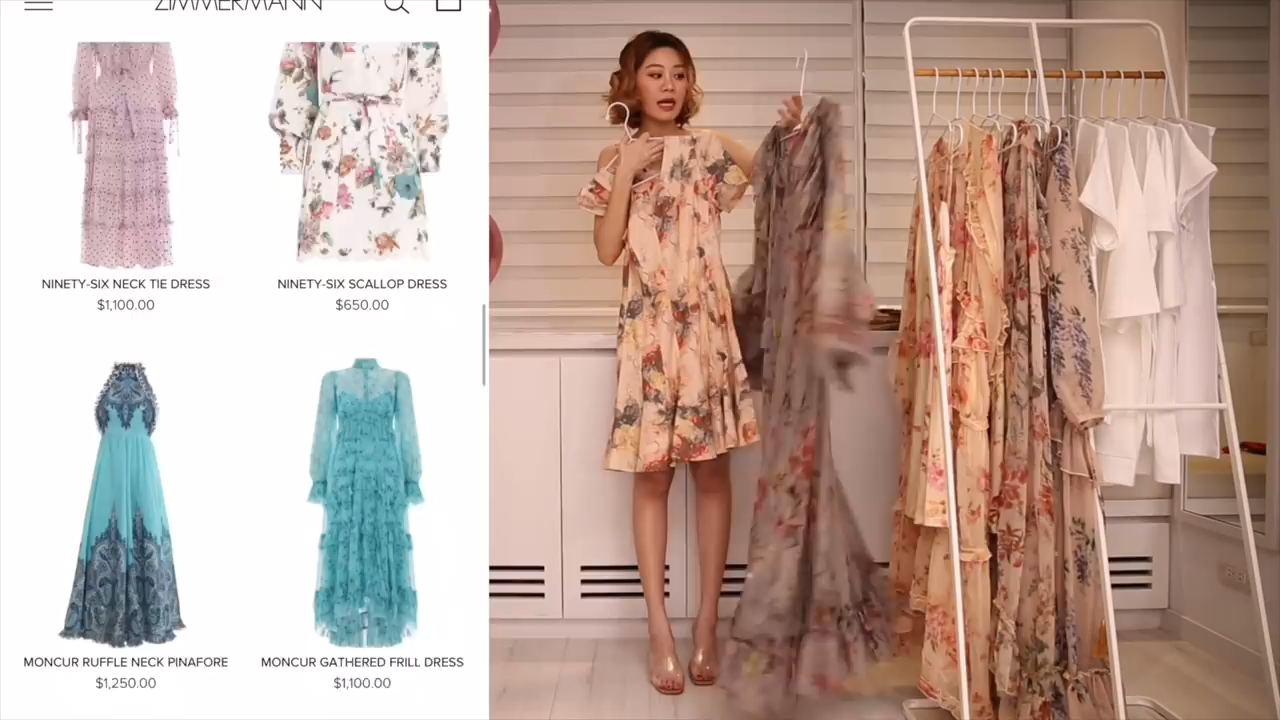 ZIMMERMANN
NINETY-SIX NECK TIE DRESS
$1,100.00
NINETY-SIX SCALLOP DRESS
$650.00
MONCUR RUFFLE NECK PINAFORE
$1,250.00
MONCUR GATHERED FRILL DRESS
$1,100.00